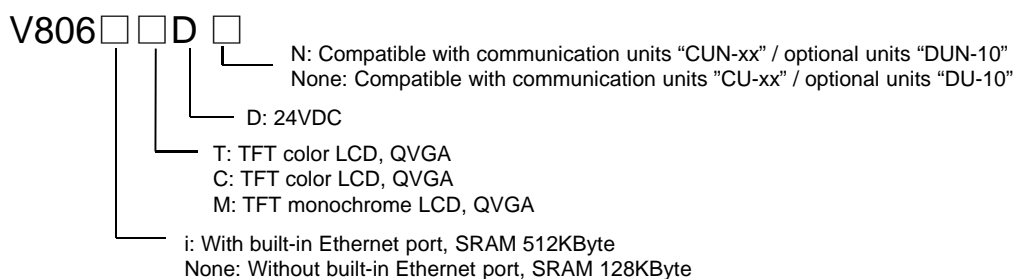 V806□ □D □
N: Compatible with communication units “CUN-xx” / optional units “DUN-10”
None: Compatible with communication units ”CU-xx” / optional units “DU-10”
D: 24VDC
T: TFT color LCD, QVGA
C: TFT color LCD, QVGA
M: TFT monochrome LCD, QVGA
i: With built-in Ethernet port, SRAM 512KByte
None: Without built-in Ethernet port, SRAM 128KByte